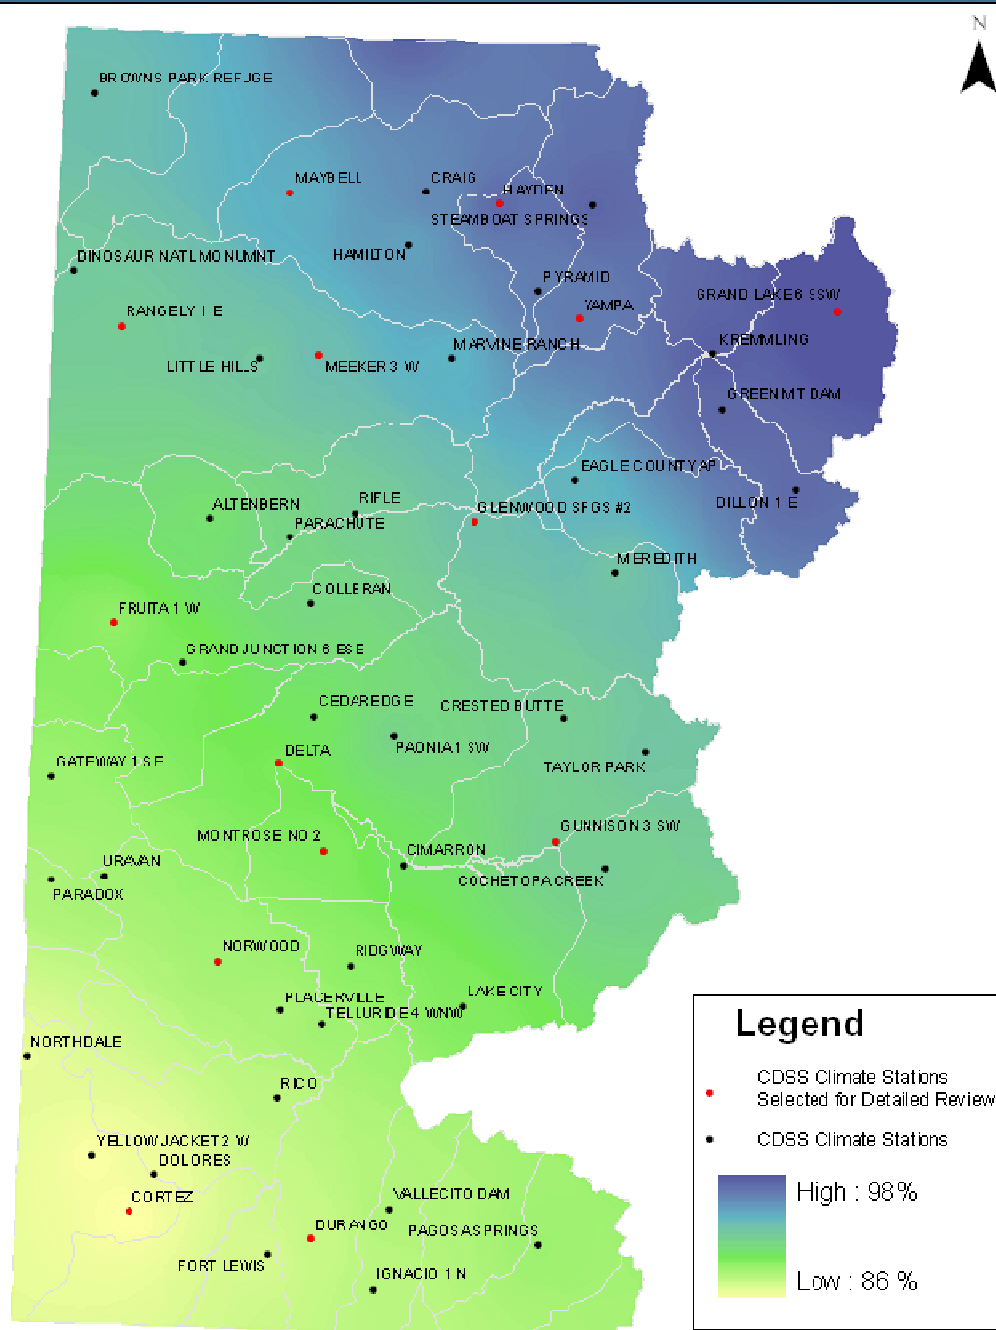 N
BROWNS PARK REFUGE
MAYBELL
CRAIG
HAYDEN
STEAMBOAT SPRINGS
HAMILTON
DINOSAUR NATL MONUMNT
PYRAMID
GRAND LAKE 6 SSW
RANGELY 1 E
YAMPA
KREMMLING
MARVINE RANCH
LITTLE HILLS
MEEKER 3 W
GREEN MT DAM
EAGLE COUNTY AP
RIFLE
ALTENBERN
GLENWOOD SPGS #2
DILLON 1 E
PARACHUTE
MEREDITH
COLLBRAN
FRUITA 1 W
GRAND JUNCTION 6 ESE
CEDAREDGE
CRESTED BUTTE
PAONIA 1 SW
DELTA
GATEWAY 1 SE
TAYLOR PARK
GUNNISON 3 SW
MONTROSE NO 2
CIMARRON
URAVAN
COCHETOPA CREEK
PARADOX
NORWOOD
RIDGWAY
PLACERVILLE
LAKE CITY
TELLURIDE 4 WNW
NORTHDALE
RICO
YELLOW JACKET 2 W
DOLORES
CORTEZ
VALLECITO DAM
DURANGO
PAGOSA SPRINGS
FORT LEWIS
IGNACIO 1 N
Legend
CDSS Climate Stations
Selected for Detailed Review
CDSS Climate Stations
High : 98%
Low : 86 %